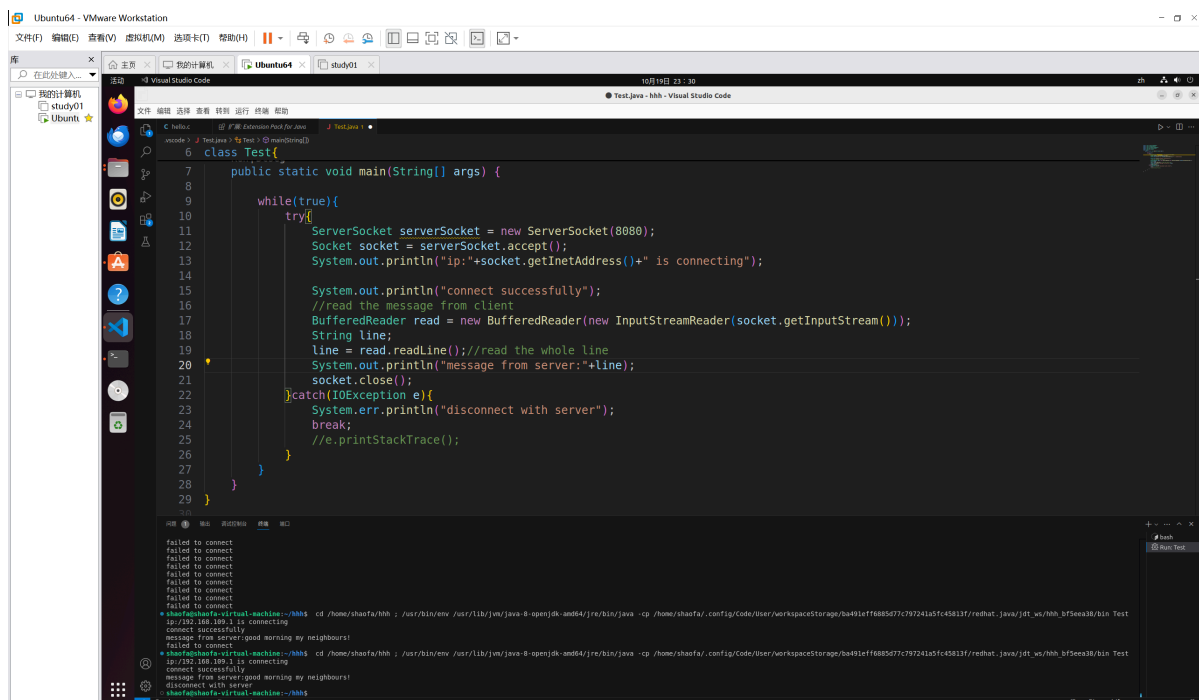 Ubuntu64 - VMware Workstation
文件(F) 编辑(E) 查看(V) 虚拟机(M) 选项卡(T) 帮助(H)
库
在此处键入...
我的计算机
study01
主页 我的计算机 Ubuntu64 study01
活动 Visual Studio Code 10月19日 23:30 zh
Test.java - hhh - Visual Studio Code
文件 编辑 选择 查看 转到 运行 终端 帮助
hello.c 扩展: Extension Pack for Java Test.java 1
.vscode > Test.java > Test > main(String[])
6 class Test{
7 public static void main(String[] args) {
8
9 while(true){
10 try{
11 ServerSocket serverSocket = new ServerSocket(8080);
12 Socket socket = serverSocket.accept();
13 System.out.println("ip:"+socket.getInetAddress()+" is connecting");
14
15 System.out.println("connect successfully");
16 //read the message from client
17 BufferedReader read = new BufferedReader(new InputStreamReader(socket.getInputStream()));
18 String line;
19 line = read.readLine();//read the whole line
20 System.out.println("message from server:"+line);
21 socket.close();
22 }catch(IOException e){
23 System.err.println("disconnect with server");
24 break;
25 //e.printStackTrace();
26 }
27 }
28 }
29 }
30
问题 1 输出 调试控制台 终端 端口
bash
Run: Test
failed to connect
failed to connect
failed to connect
failed to connect
failed to connect
failed to connect
failed to connect
failed to connect
failed to connect
shaofa@shaofa-virtual-machine:~/hhh$ cd /home/shaofa/hhh ; /usr/bin/env /usr/lib/jvm/java-8-openjdk-amd64/jre/bin/java -cp /home/shaofa/.config/Code/User/workspaceStorage/ba491eff6885d77c797241a5fc45813f/redhat.java/jdt_ws/hhh_bf5eea38/bin Test
ip:/192.168.109.1 is connecting
connect successfully
message from server:good morning my neighbours!
failed to connect
shaofa@shaofa-virtual-machine:~/hhh$ cd /home/shaofa/hhh ; /usr/bin/env /usr/lib/jvm/java-8-openjdk-amd64/jre/bin/java -cp /home/shaofa/.config/Code/User/workspaceStorage/ba491eff6885d77c797241a5fc45813f/redhat.java/jdt_ws/hhh_bf5eea38/bin Test
ip:/192.168.109.1 is connecting
connect successfully
message from server:good morning my neighbours!
disconnect with server
shaofa@shaofa-virtual-machine:~/hhh$